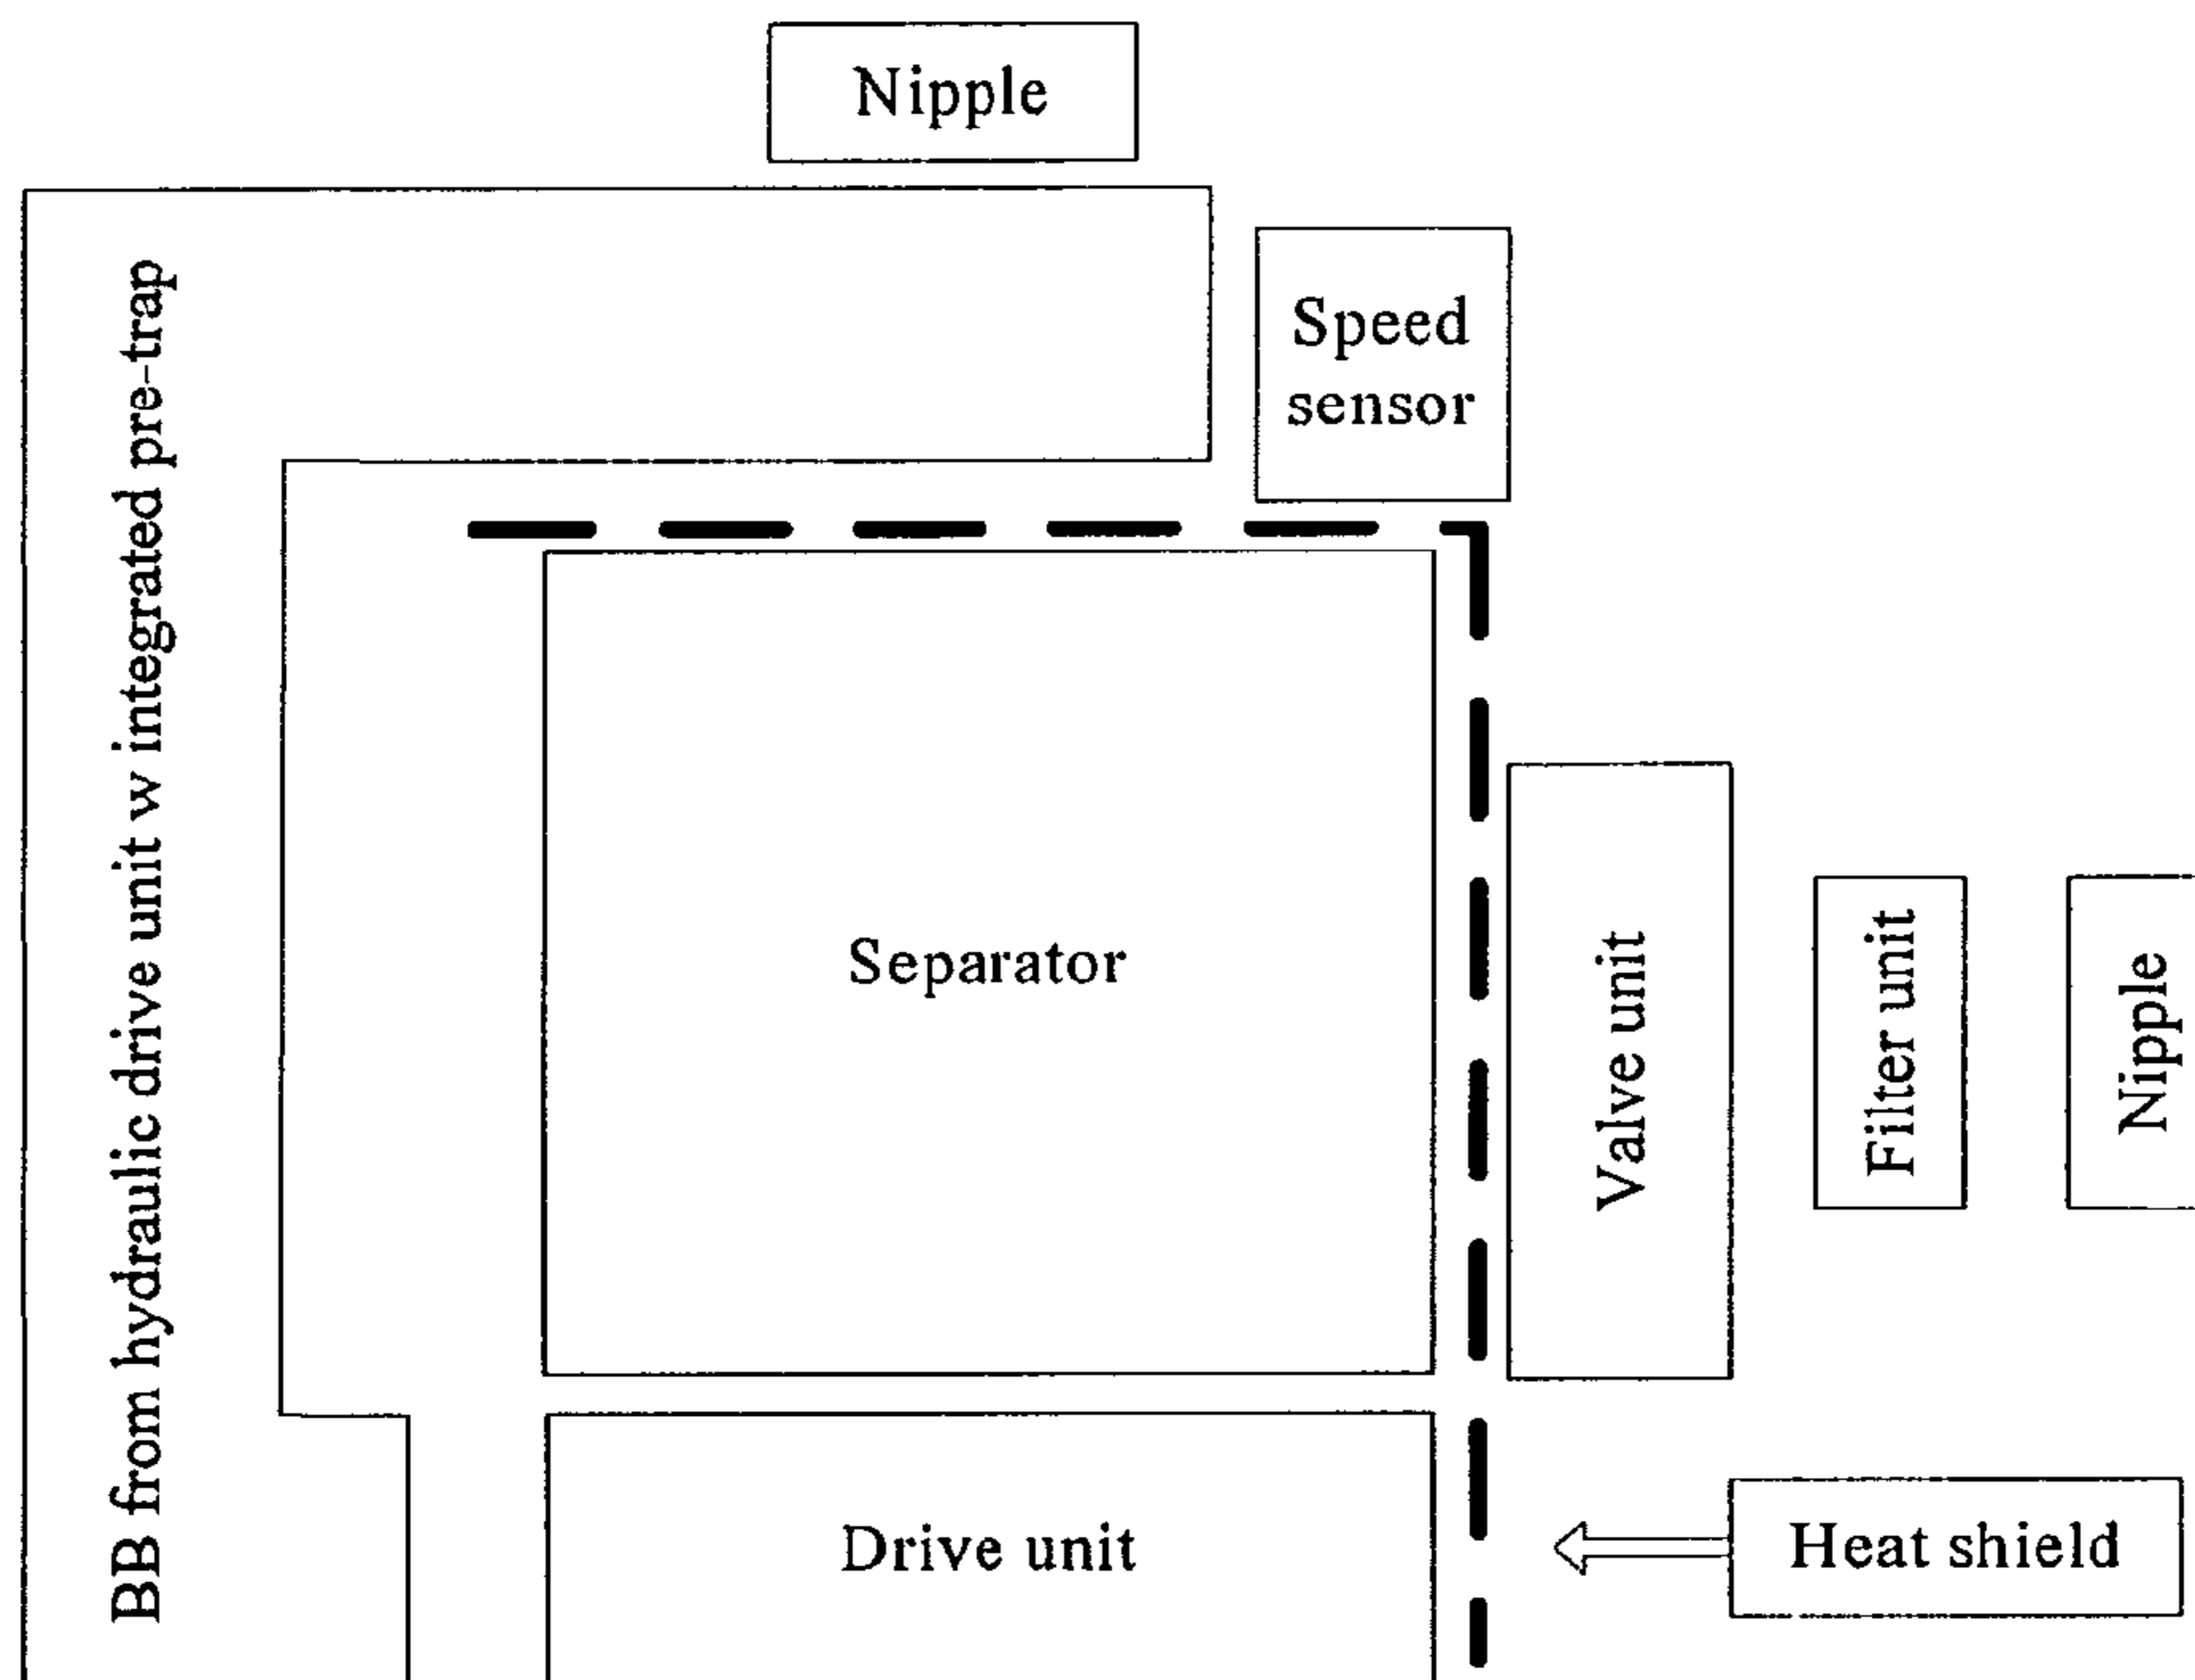 Nipple
Speed
sensor
BB from hydraulic drive unit w integrated pre-trap
Separator
Valve unit
Filter unit
Nipple
Drive unit
Heat shield